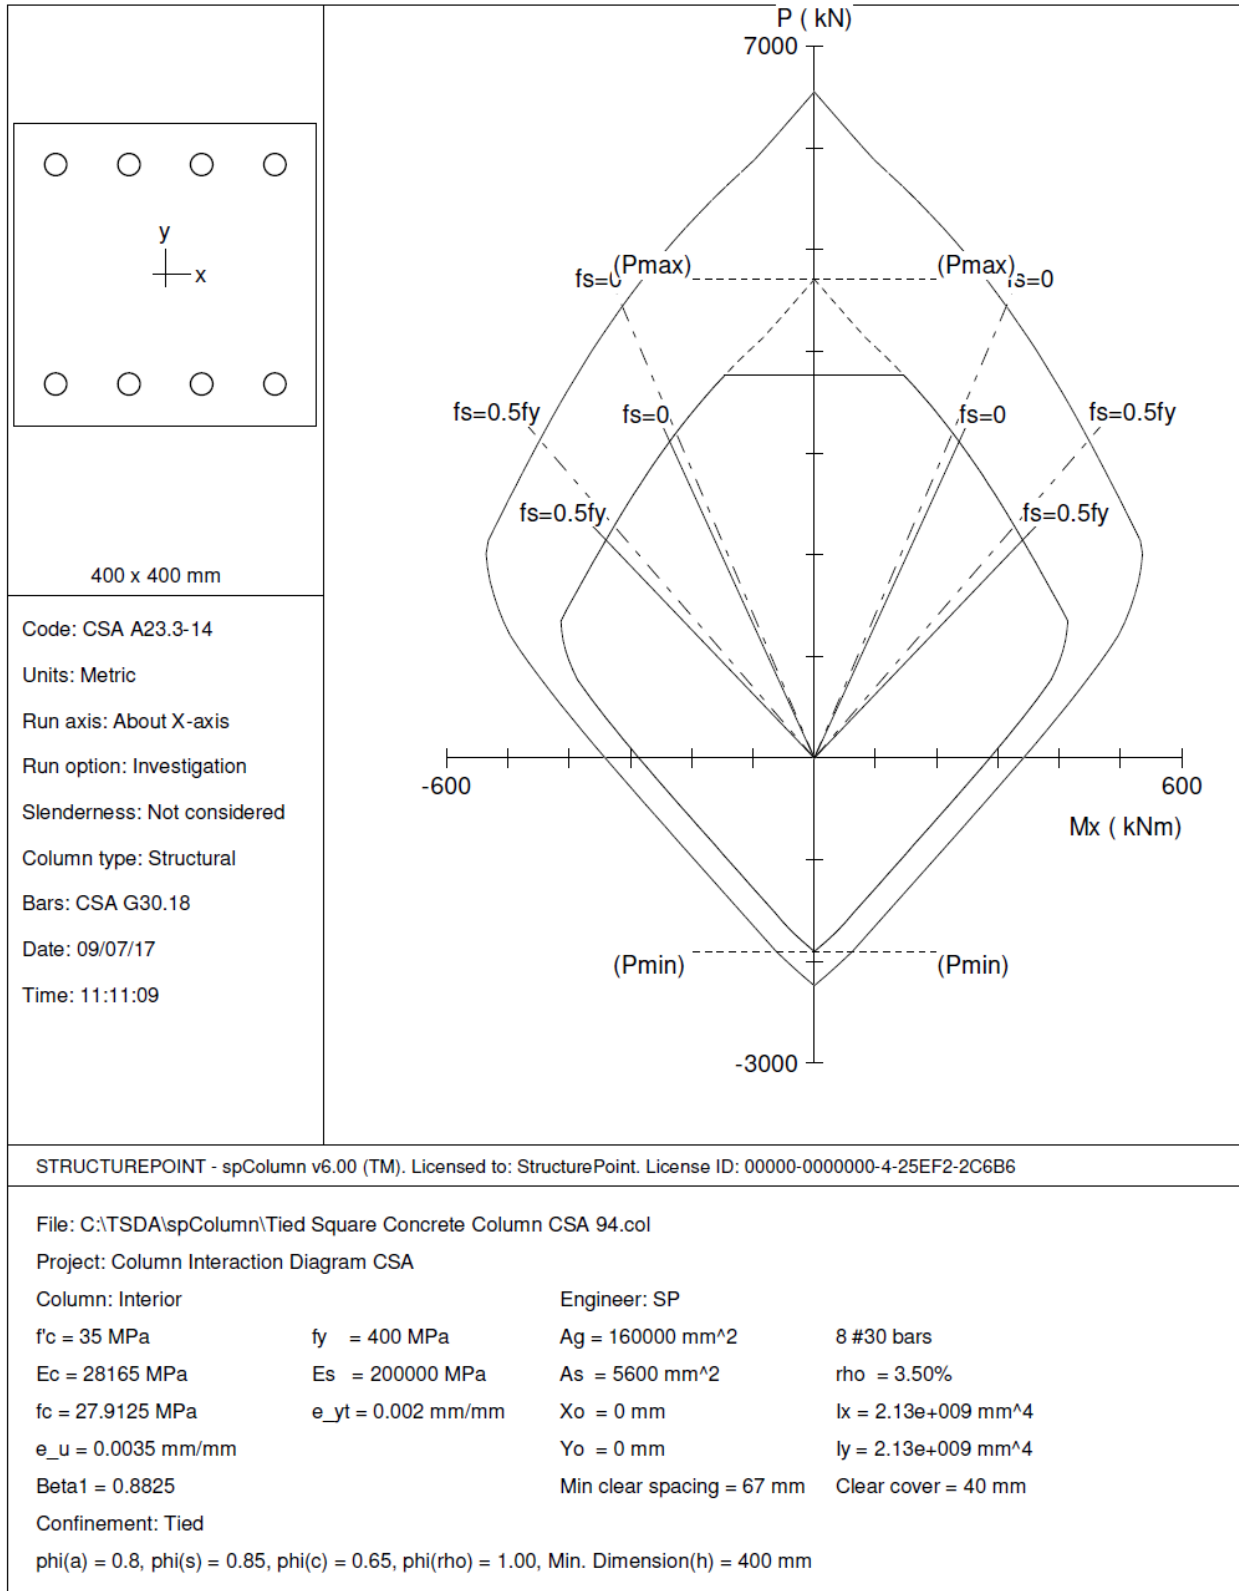 P ( kN)
7000
y
x
(Pmax)
(Pmax)
fs=0
fs=0
fs=0.5fy
fs=0
fs=0
fs=0.5fy
fs=0.5fy
fs=0.5fy
400 x 400 mm
-600
600
Mx ( kNm)
(Pmin)
(Pmin)
-3000
Code: CSA A23.3-14
Units: Metric
Run axis: About X-axis
Run option: Investigation
Slenderness: Not considered
Column type: Structural
Bars: CSA G30.18
Date: 09/07/17
Time: 11:11:09
STRUCTUREPOINT - spColumn v6.00 (TM). Licensed to: StructurePoint. License ID: 00000-0000000-4-25EF2-2C6B6
File: C:\TSDA\spColumn\Tied Square Concrete Column CSA 94.col
Project: Column Interaction Diagram CSA
Column: Interior Engineer: SP
f'c = 35 MPa fy = 400 MPa Ag = 160000 mm^2 8 #30 bars
Ec = 28165 MPa Es = 200000 MPa As = 5600 mm^2 rho = 3.50%
fc = 27.9125 MPa e_yt = 0.002 mm/mm Xo = 0 mm Ix = 2.13e+009 mm^4
e_u = 0.0035 mm/mm Yo = 0 mm Iy = 2.13e+009 mm^4
Beta1 = 0.8825 Min clear spacing = 67 mm Clear cover = 40 mm
Confinement: Tied
phi(a) = 0.8, phi(s) = 0.85, phi(c) = 0.65, phi(rho) = 1.00, Min. Dimension(h) = 400 mm